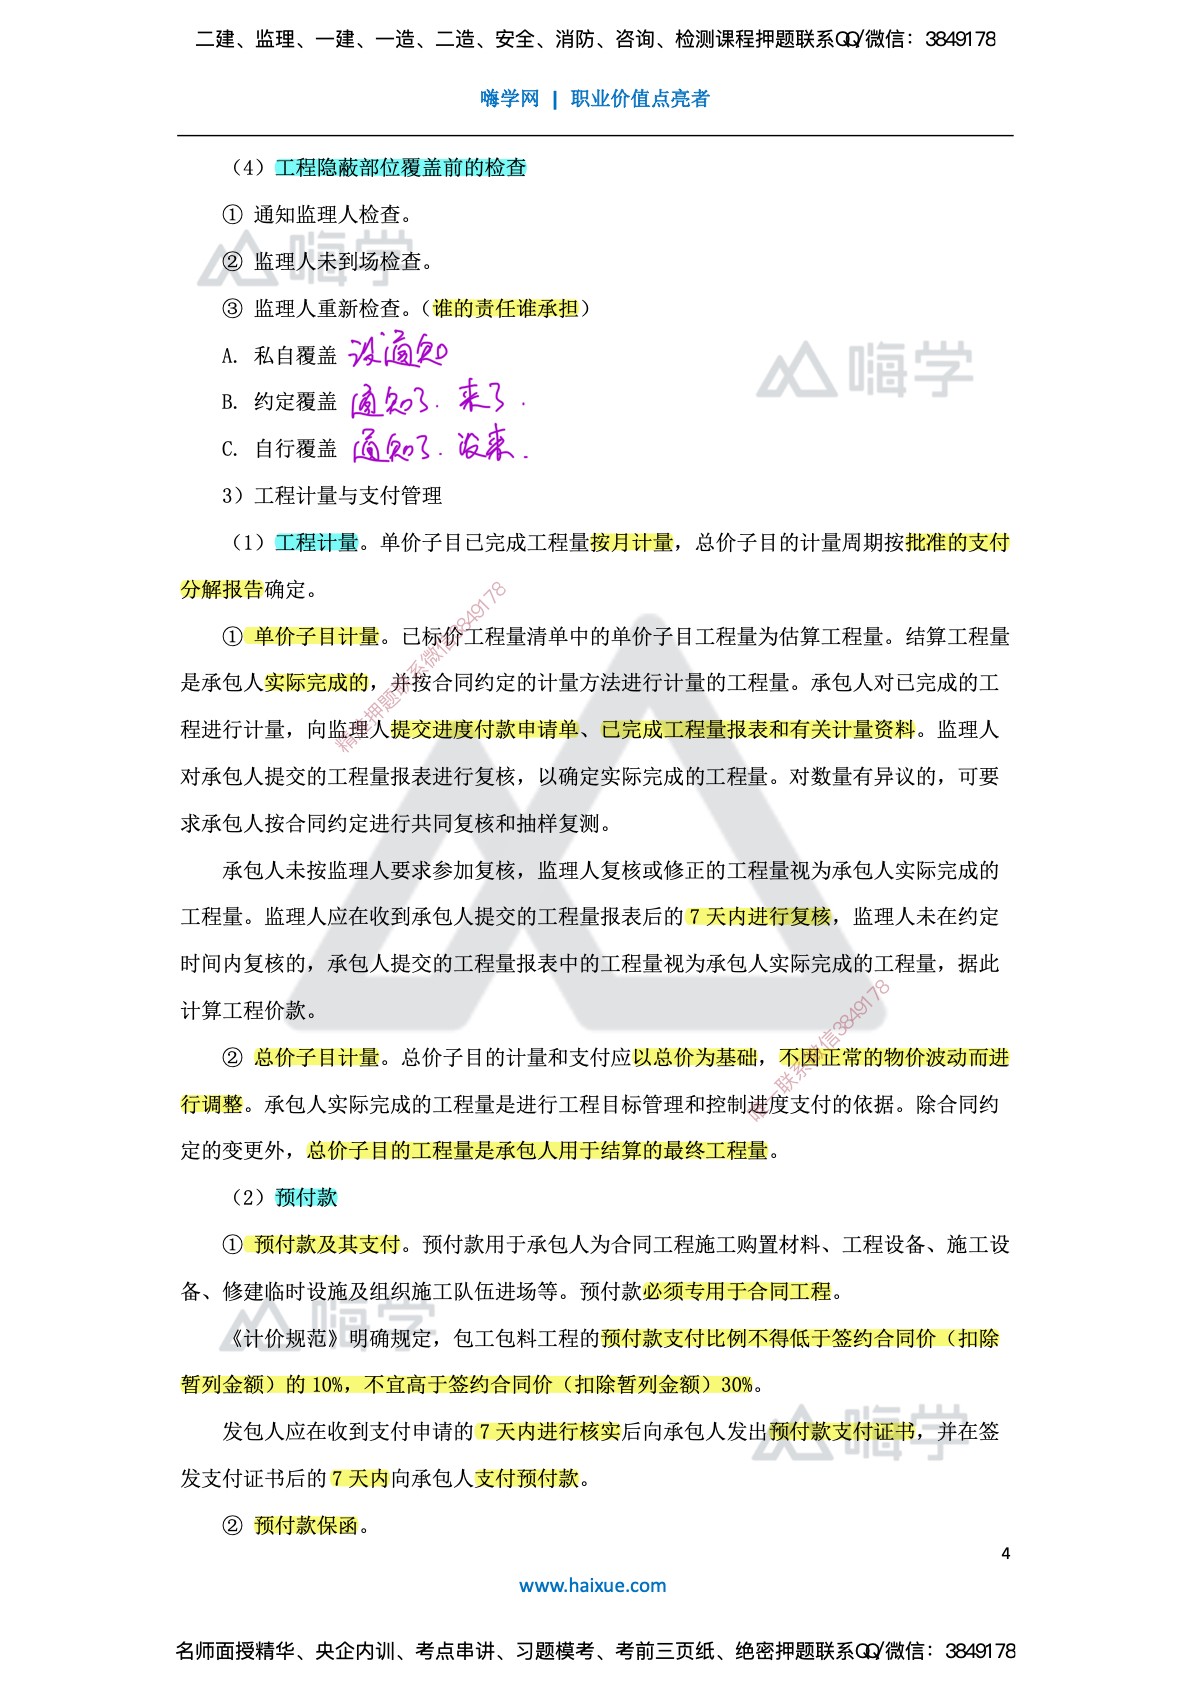 二建、监理、一建、一造、二造、安全、消防、咨询、检测课程押题联系QQ/微信：3849178
嗨学网 | 职业价值点亮者
（4）工程隐蔽部位覆盖前的检查
① 通知监理人检查。
嗨学
② 监理人未到场检查。
③ 监理人重新检查。（谁的责任谁承担）
A. 私自覆盖 没通知
嗨学
B. 约定覆盖 通知了. 来了.
C. 自行覆盖 通知了. 没来.
3）工程计量与支付管理
（1）工程计量。单价子目已完成工程量按月计量，总价子目的计量周期按批准的支付
分解报告确定。
① 单价子目计量。已标价工程量清单中的单价子目工程量为估算工程量。结算工程量
是承包人实际完成的，并按合同约定的计量方法进行计量的工程量。承包人对已完成的工
程进行计量，向监理人提交进度付款申请单、已完成工程量报表和有关计量资料。监理人
精准押题联系微信3849178
对承包人提交的工程量报表进行复核，以确定实际完成的工程量。对数量有异议的，可要
求承包人按合同约定进行共同复核和抽样复测。
承包人未按监理人要求参加复核，监理人复核或修正的工程量视为承包人实际完成的
工程量。监理人应在收到承包人提交的工程量报表后的 7 天内进行复核，监理人未在约定
时间内复核的，承包人提交的工程量报表中的工程量视为承包人实际完成的工程量，据此
计算工程价款。
唯一联系微信3849178
② 总价子目计量。总价子目的计量和支付应以总价为基础，不因正常的物价波动而进
行调整。承包人实际完成的工程量是进行工程目标管理和控制进度支付的依据。除合同约
定的变更外，总价子目的工程量是承包人用于结算的最终工程量。
（2）预付款
① 预付款及其支付。预付款用于承包人为合同工程施工购置材料、工程设备、施工设
备、修建临时设施及组织施工队伍进场等。预付款必须专用于合同工程。
嗨学
《计价规范》明确规定，包工包料工程的预付款支付比例不得低于签约合同价（扣除
暂列金额）的 10%，不宜高于签约合同价（扣除暂列金额）30%。
嗨学
发包人应在收到支付申请的 7 天内进行核实后向承包人发出预付款支付证书，并在签
发支付证书后的 7 天内向承包人支付预付款。
② 预付款保函。
4
www.haixue.com
名师面授精华、央企内训、考点串讲、习题模考、考前三页纸、绝密押题联系QQ/微信：3849178